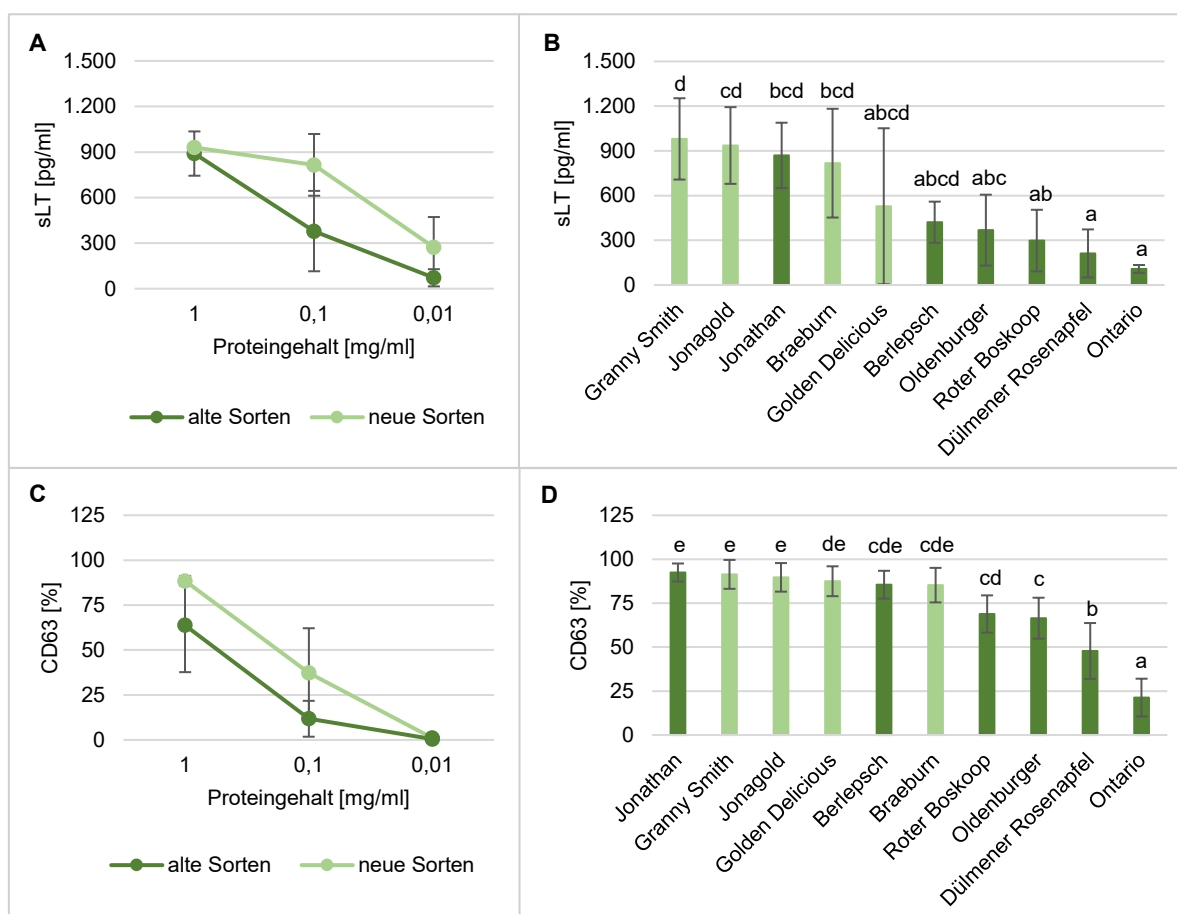 A
1.500
1.200
900
600
300
0
sLT [pg/ml]
1
0,1
0,01
Proteingehalt [mg/ml]
alte Sorten
neue Sorten
B
1.500
1.200
900
600
300
0
sLT [pg/ml]
d
cd
bcd
bcd
abcd
abcd
abc
ab
a
a
Granny Smith
Jonagold
Jonathan
Braeburn
Golden Delicious
Berlepsch
Oldenburger
Roter Boskoop
Dülmener Rosenapfel
Ontario
C
125
100
75
50
25
0
CD63 [%]
1
0,1
0,01
Proteingehalt [mg/ml]
alte Sorten
neue Sorten
D
125
100
75
50
25
0
CD63 [%]
e
e
e
de
cde
cde
cd
c
b
a
Jonathan
Granny Smith
Jonagold
Golden Delicious
Berlepsch
Braeburn
Roter Boskoop
Oldenburger
Dülmener Rosenapfel
Ontario